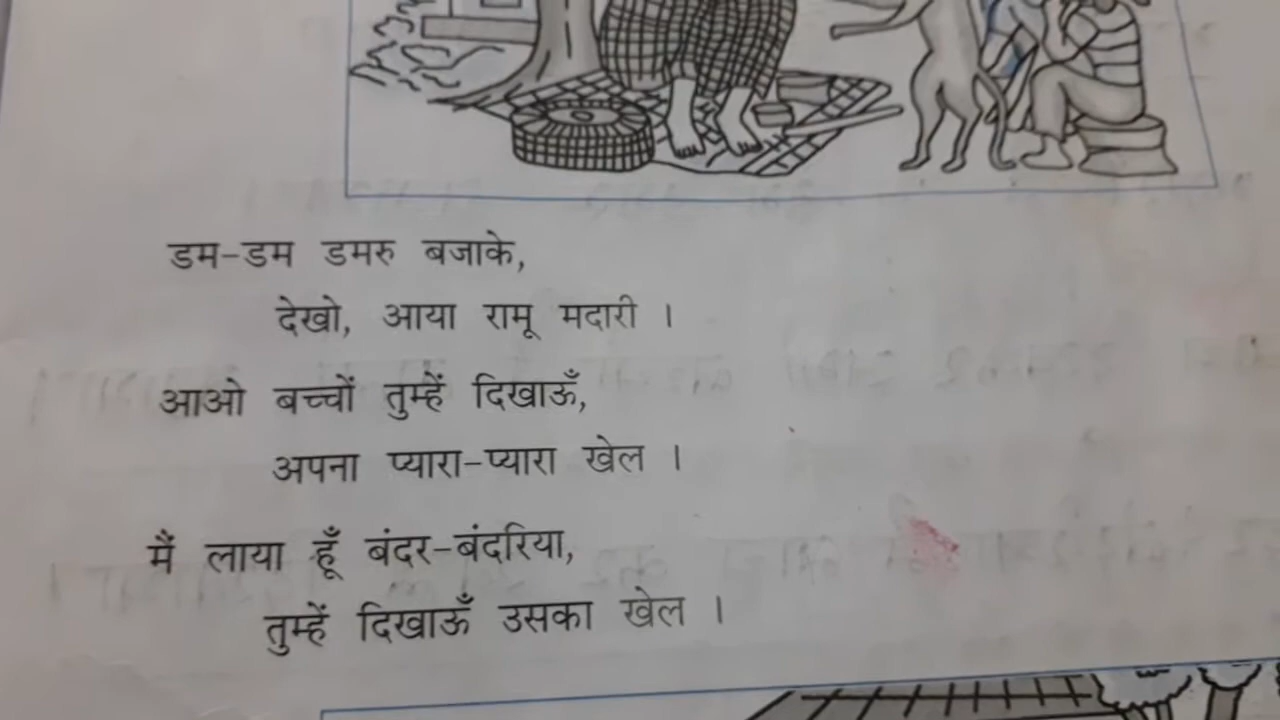 डम-डम डमरु बजाके,
देखो, आया रामू मदारी ।
आओ बच्चों तुम्हें दिखाऊँ,
अपना प्यारा-प्यारा खेल ।
मैं लाया हूँ बंदर-बंदरिया,
तुम्हें दिखाऊँ उसका खेल ।